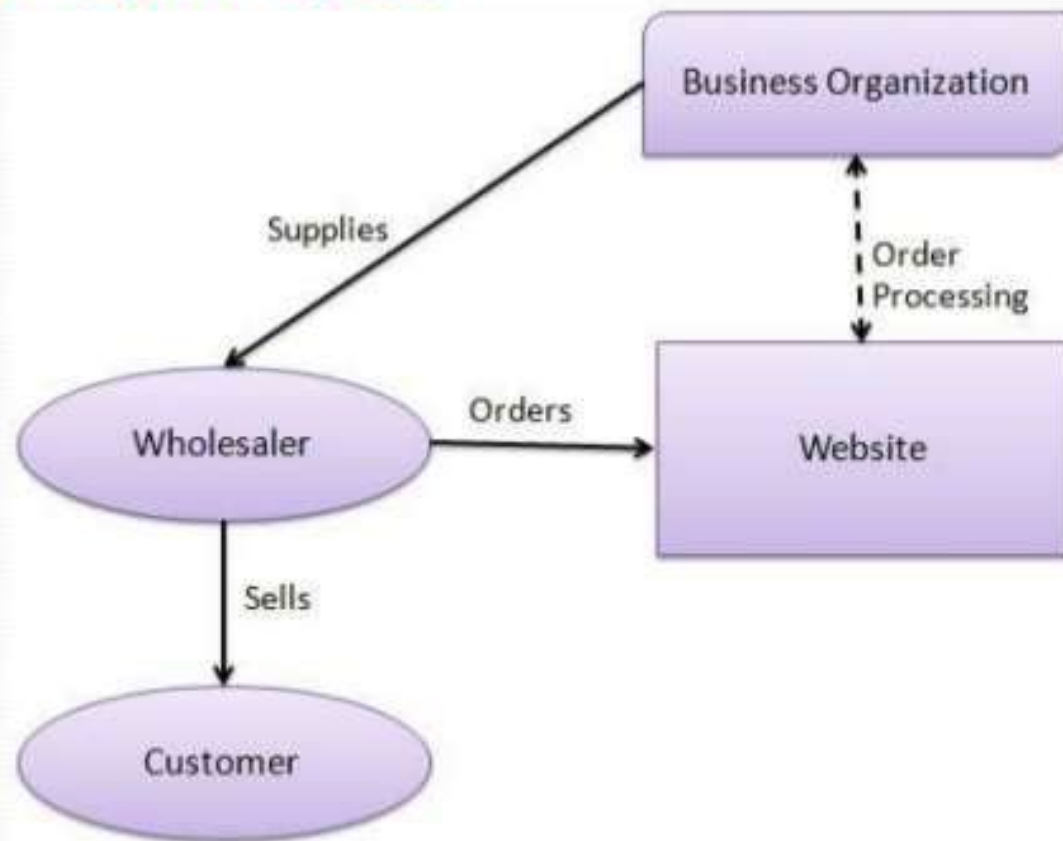 Business Organization
Supplies
Order
Processing
Wholesaler
Orders
Website
Sells
Customer